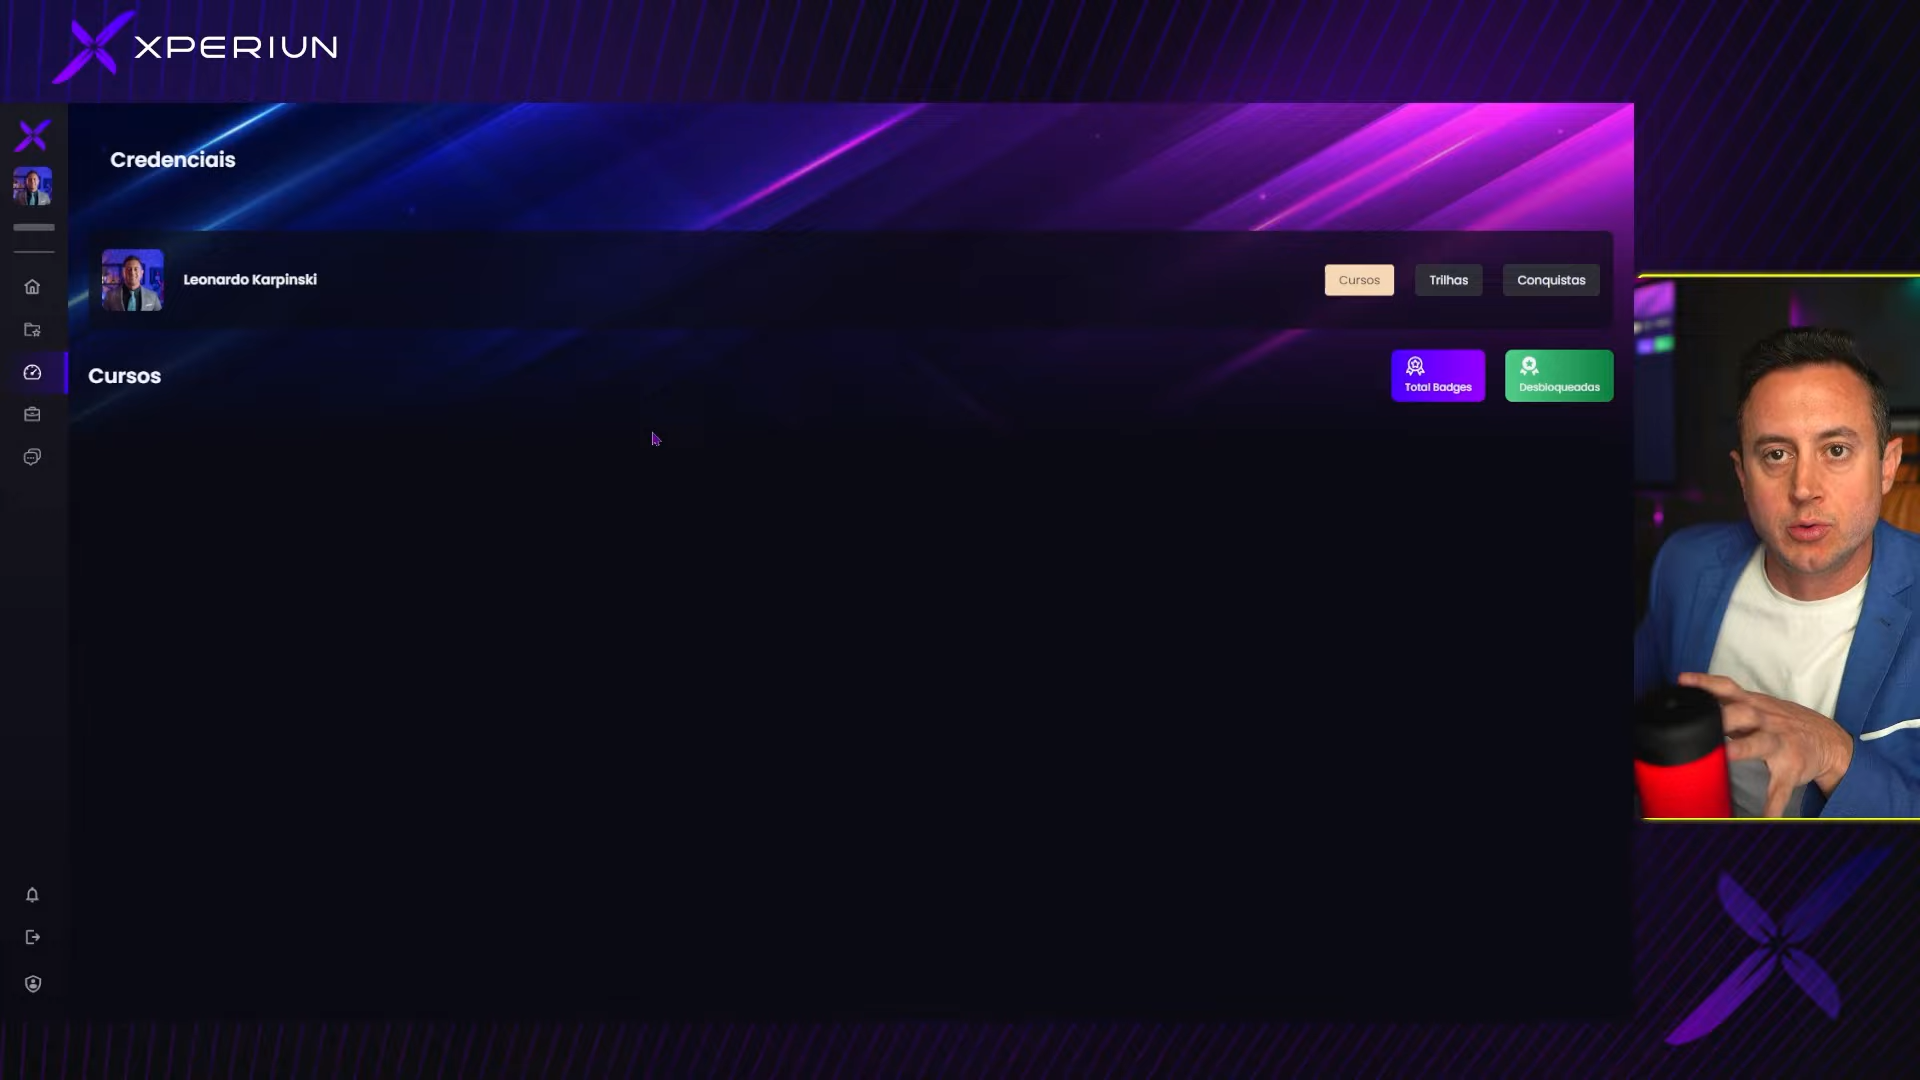 XPERIUN
Credenciais
Leonardo Karpinski
Cursos
Trilhas
Conquistas
Cursos
Total Badges
Desbloqueadas